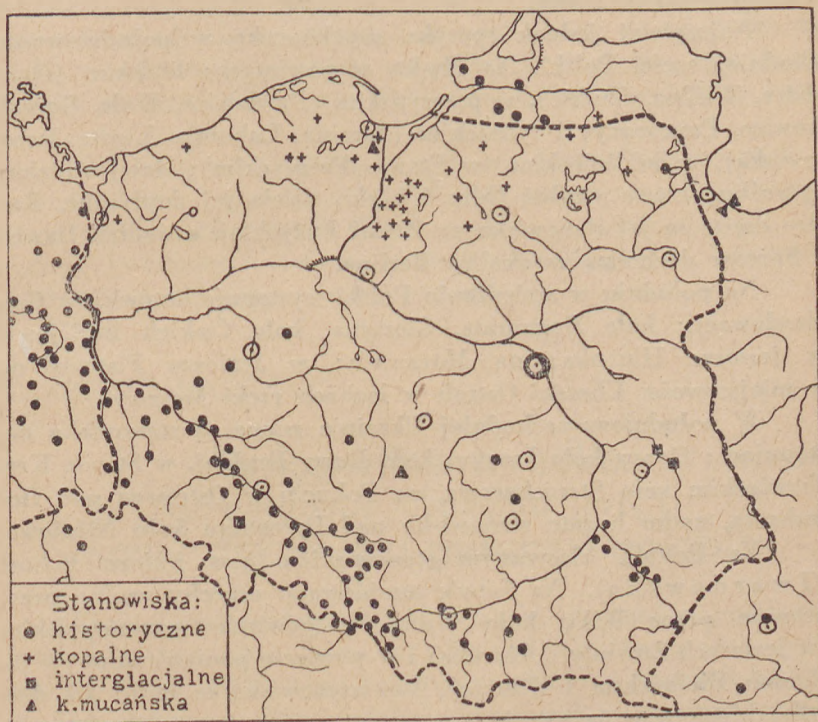 Stanowiska:
historyczne
kopalne
interglacjalne
k.mucańska